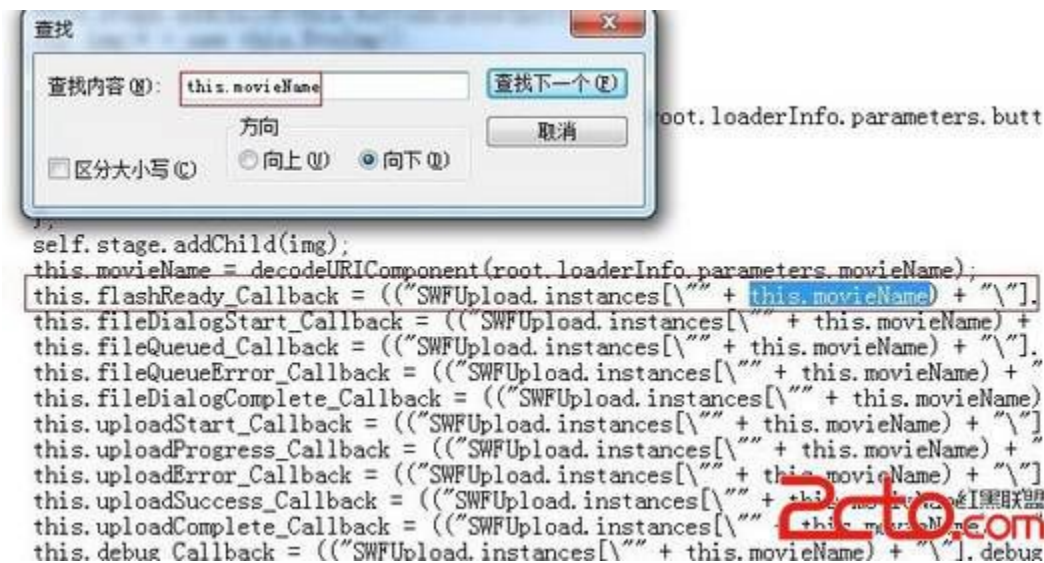 查找
查找内容(N): this.movieName
查找下一个(F)
方向
取消
区分大小写(C)
向上(U) 向下(D)
oot.loaderInfo.parameters.butt
};
self.stage.addChild(img);
this.movieName = decodeURIComponent(root.loaderInfo.parameters.movieName);
this.flashReady_Callback = (("SWFUpload.instances[\"" + this.movieName) + "\"].
this.fileDialogStart_Callback = (("SWFUpload.instances[\"" + this.movieName) +
this.fileQueued_Callback = (("SWFUpload.instances[\"" + this.movieName) + "\"].
this.fileQueueError_Callback = (("SWFUpload.instances[\"" + this.movieName) + "
this.fileDialogComplete_Callback = (("SWFUpload.instances[\"" + this.movieName)
this.uploadStart_Callback = (("SWFUpload.instances[\"" + this.movieName) + "\"]
this.uploadProgress_Callback = (("SWFUpload.instances[\"" + this.movieName) + "
this.uploadError_Callback = (("SWFUpload.instances[\"" + this.movieName) + "\"]
this.uploadSuccess_Callback = (("SWFUpload.instances[\"" +
this.uploadComplete_Callback = (("SWFUpload.instances[\"" +
this.debug_Callback = (("SWFUpload.instances[\"" + this.movieName) + "\"].debug
2cto.com
红黑联盟